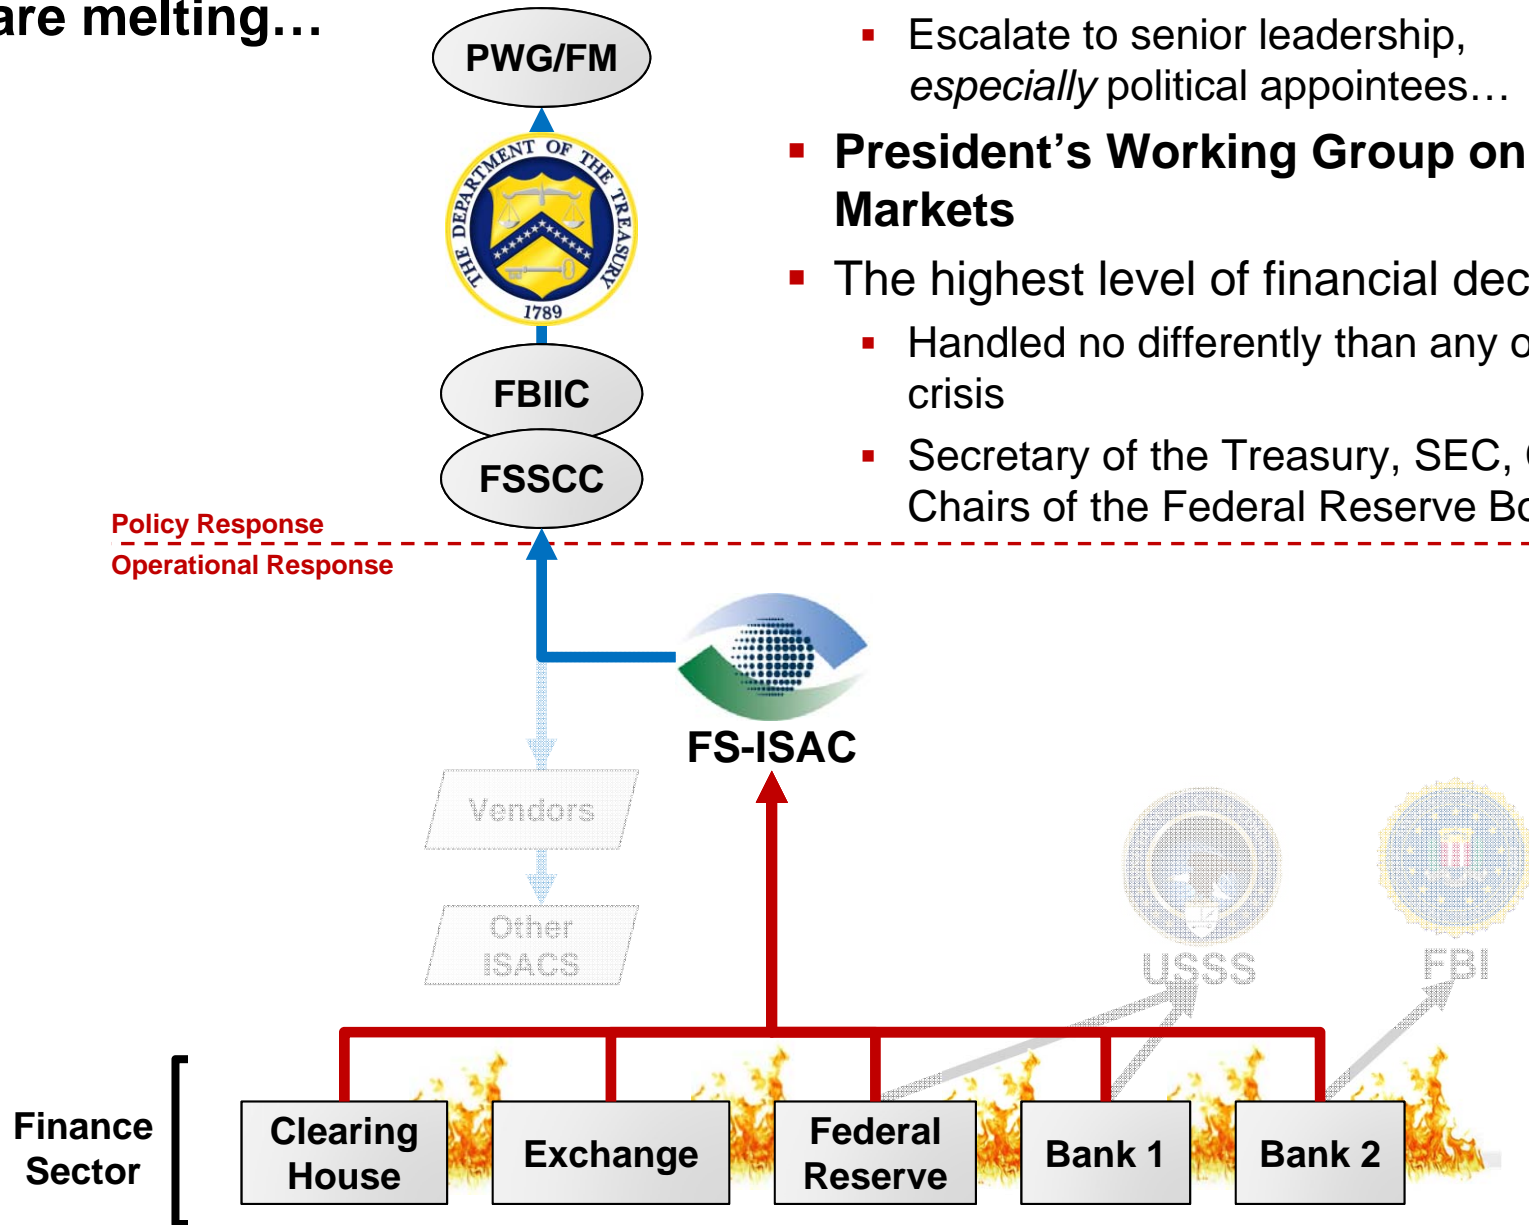 are melting…
PWG/FM
THE DEPARTMENT OF THE TREASURY
1789
FBIIC
FSSCC
Escalate to senior leadership,
especially political appointees…
President’s Working Group on
Markets
The highest level of financial dec
Handled no differently than any o
crisis
Secretary of the Treasury, SEC,
Chairs of the Federal Reserve Bo
Policy Response
Operational Response
FS-ISAC
Vendors
Other
ISACS
USSS
FBI
Finance
Sector
Clearing
House
Exchange
Federal
Reserve
Bank 1
Bank 2